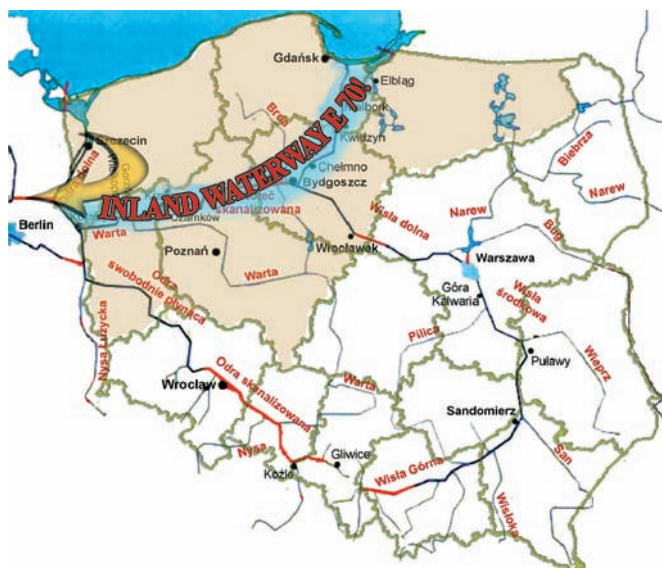 Gdańsk
Elbląg
Malbork
Brda
Kwidzyn
Szczecin
Chełmno
Bydgoszcz
INLAND WATERWAY E 70!
skanalizowana
Czarnków
Berlin
Warta
Poznań
Warta
Włocławek
Wisła dolna
Narew
Biebrza
Narew
Bug
Warszawa
Góra
Kalwaria
Wisła
środkowa
Odra
swobodnie płynąca
Nysa Łużycka
Pilica
Puławy
Wieprz
Wrocław
Odra skanalizowana
Warta
Sandomierz
Nysa
Koźle
Gliwice
Wisła Górna
San
Wisłoka